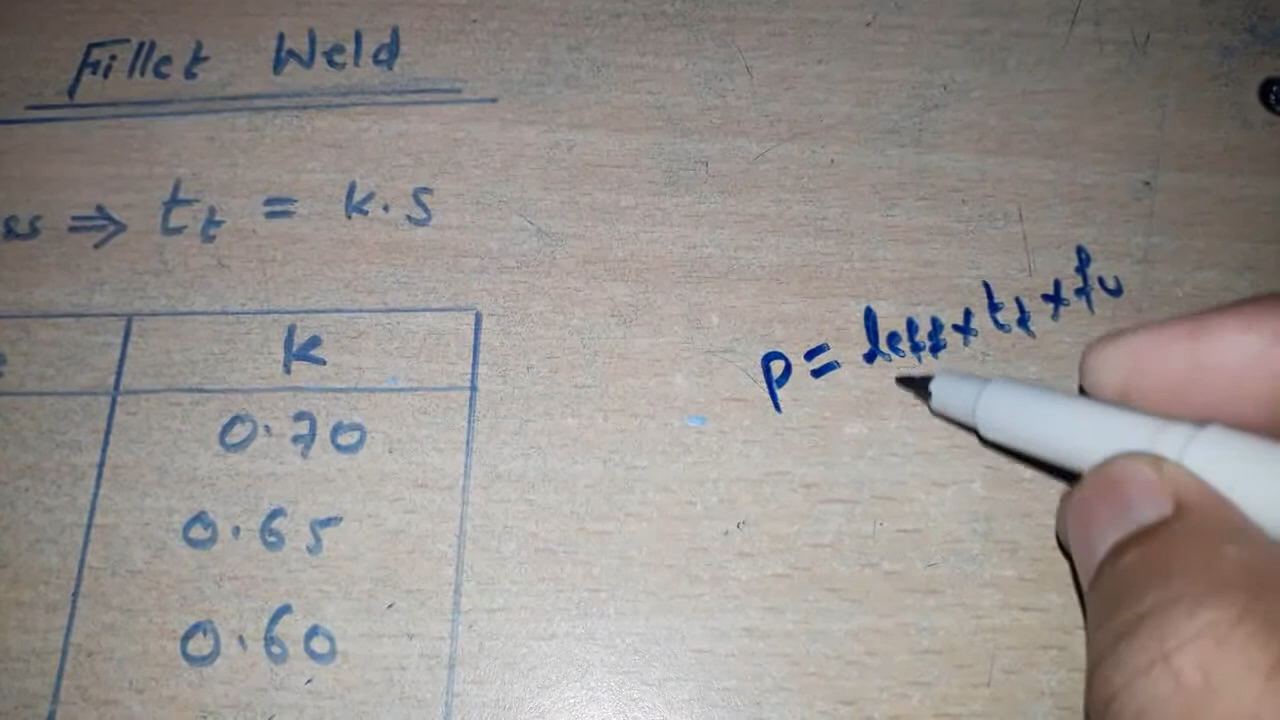 Fillet Weld
ss ⇒ tt = k.s
K
0.70
0.65
0.60
P = leff × tt × fu